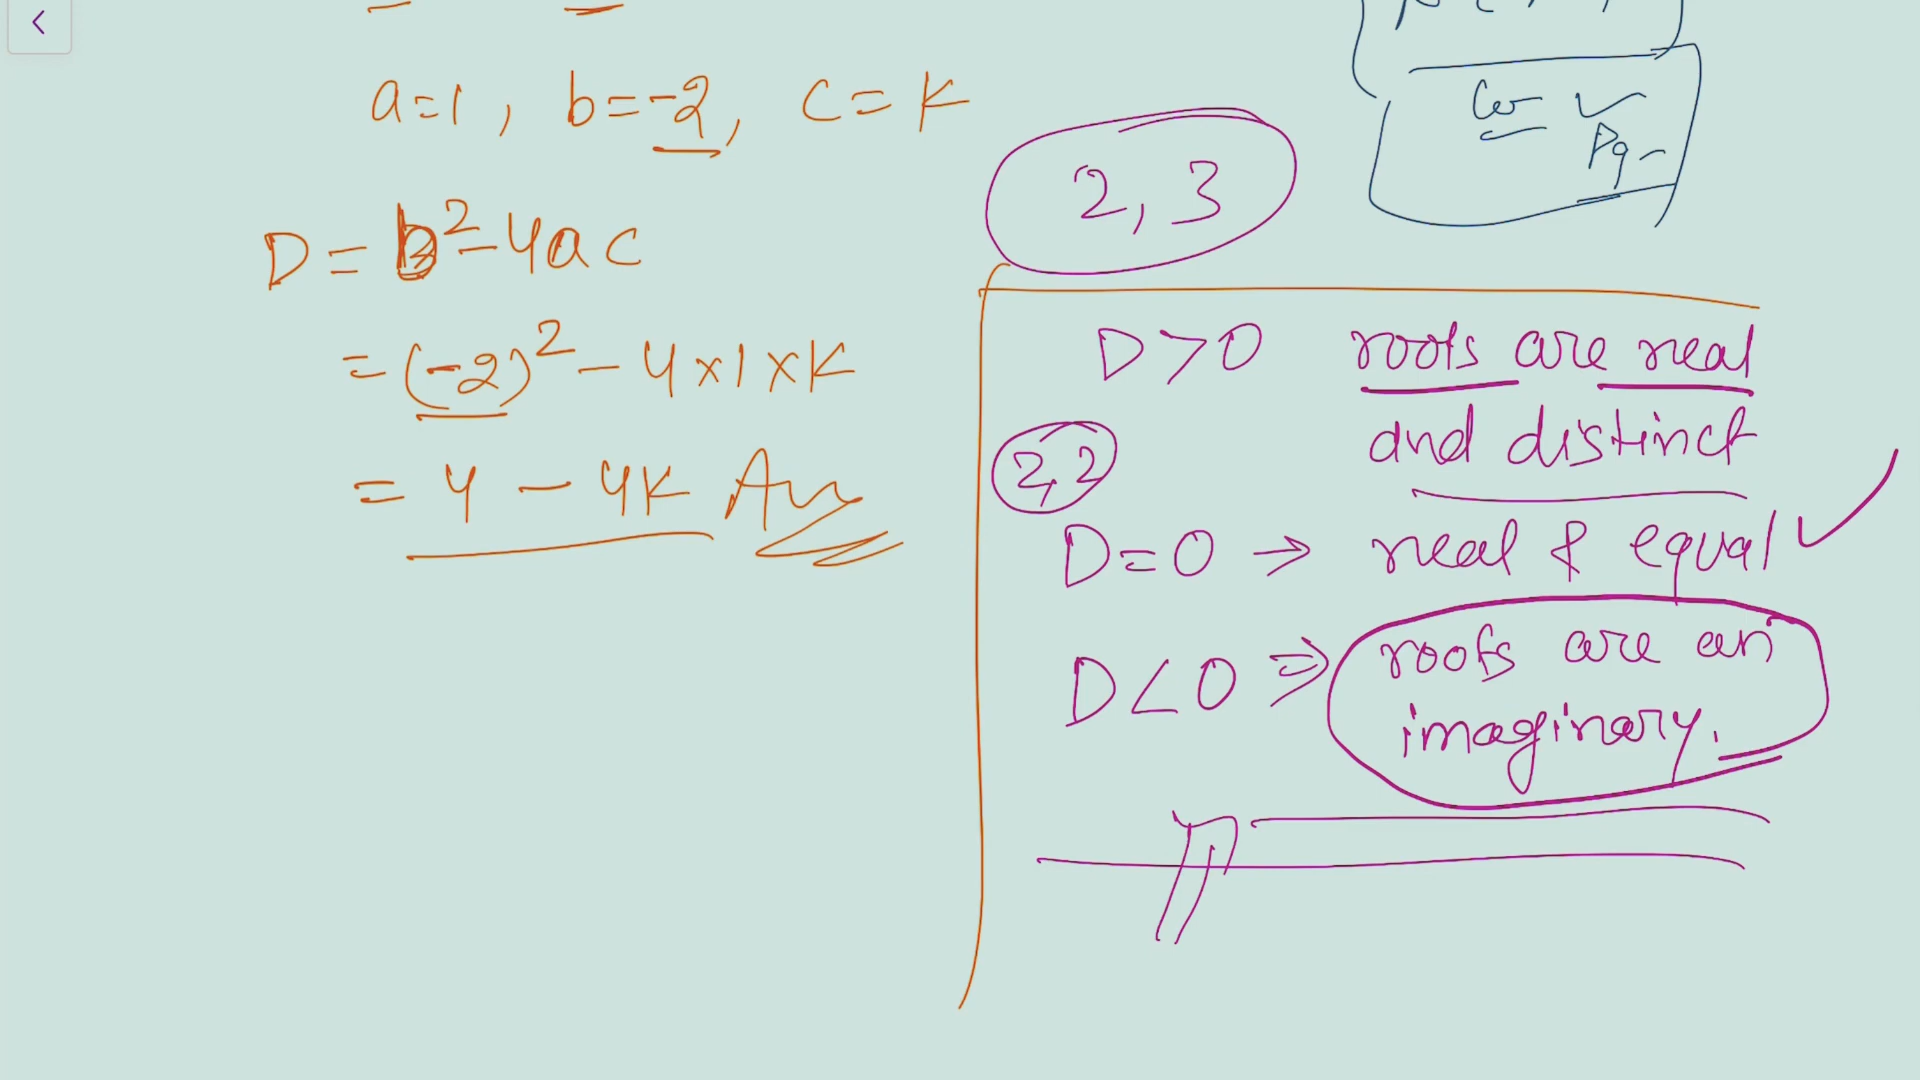 a=1, b=-2, c=K
D = b²-4ac
= (-2)² - 4×1×K
= 4 - 4K Ans
2, 3
D>0 roots are real
and distinct
2,2
D=0 → real & equal
D<0 ⇒ roots are an
imaginary.